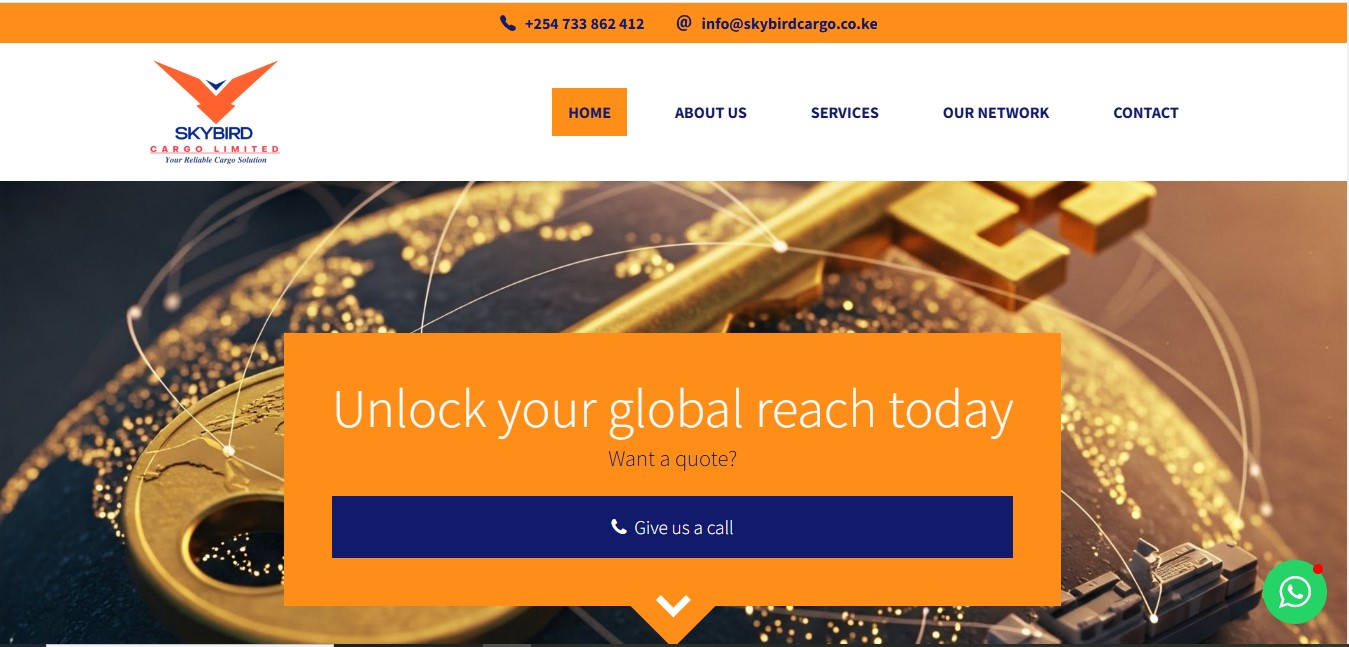 +254 733 862 412 @ info@skybirdcargo.co.ke
SKYBIRD
CARGO LIMITED
Your Reliable Cargo Solution
HOME ABOUT US SERVICES OUR NETWORK CONTACT
Unlock your global reach today
Want a quote?
Give us a call